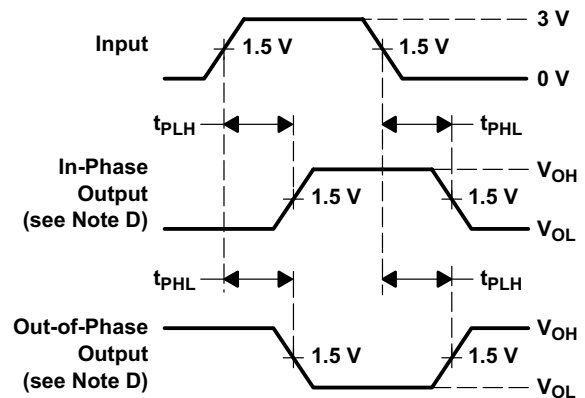 3 V
Input
1.5 V
1.5 V
0 V
tPLH
tPHL
In-Phase
Output
(see Note D)
VOH
1.5 V
1.5 V
VOL
tPHL
tPLH
Out-of-Phase
Output
(see Note D)
VOH
1.5 V
1.5 V
VOL